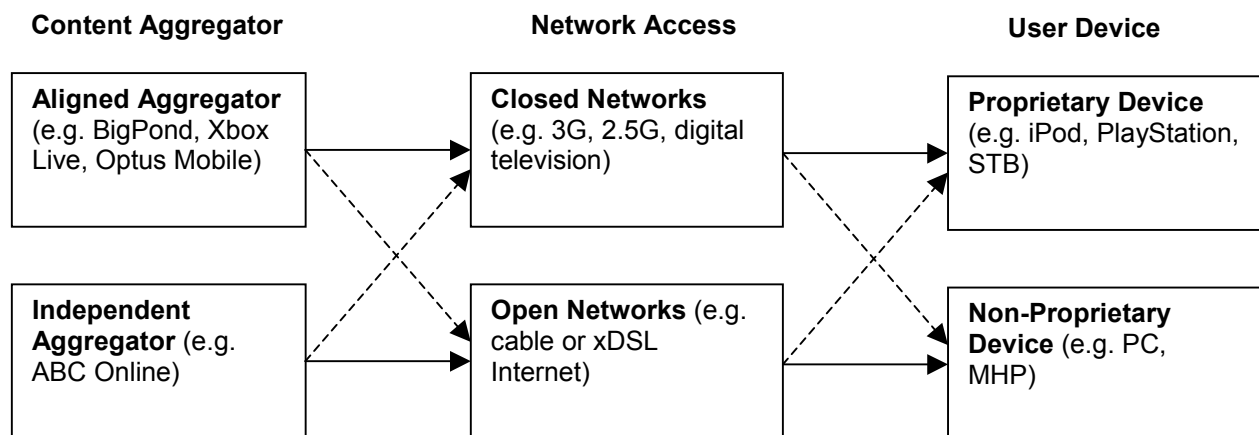 Content Aggregator
Network Access
User Device
Aligned Aggregator
(e.g. BigPond, Xbox
Live, Optus Mobile)
Closed Networks
(e.g. 3G, 2.5G, digital
television)
Proprietary Device
(e.g. iPod, PlayStation,
STB)
Independent
Aggregator (e.g.
ABC Online)
Open Networks (e.g.
cable or xDSL
Internet)
Non-Proprietary
Device (e.g. PC,
MHP)